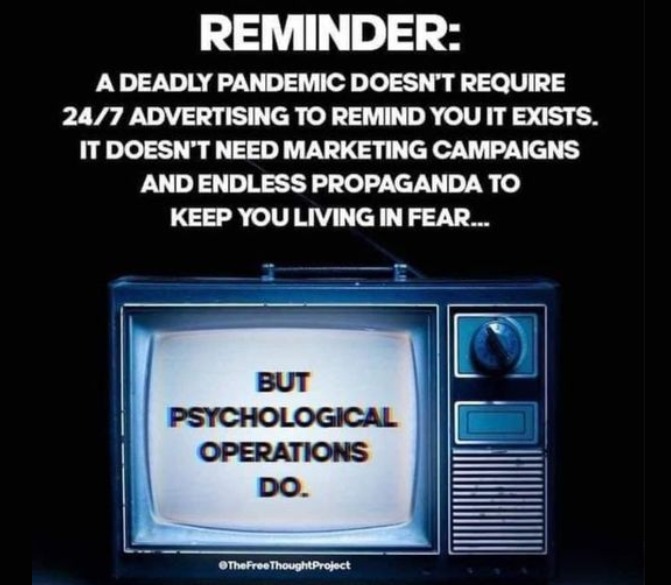 REMINDER:
A DEADLY PANDEMIC DOESN'T REQUIRE
24/7 ADVERTISING TO REMIND YOU IT EXISTS.
IT DOESN'T NEED MARKETING CAMPAIGNS
AND ENDLESS PROPAGANDA TO
KEEP YOU LIVING IN FEAR...
BUT
PSYCHOLOGICAL
OPERATIONS
DO.
@TheFreeThoughtProject